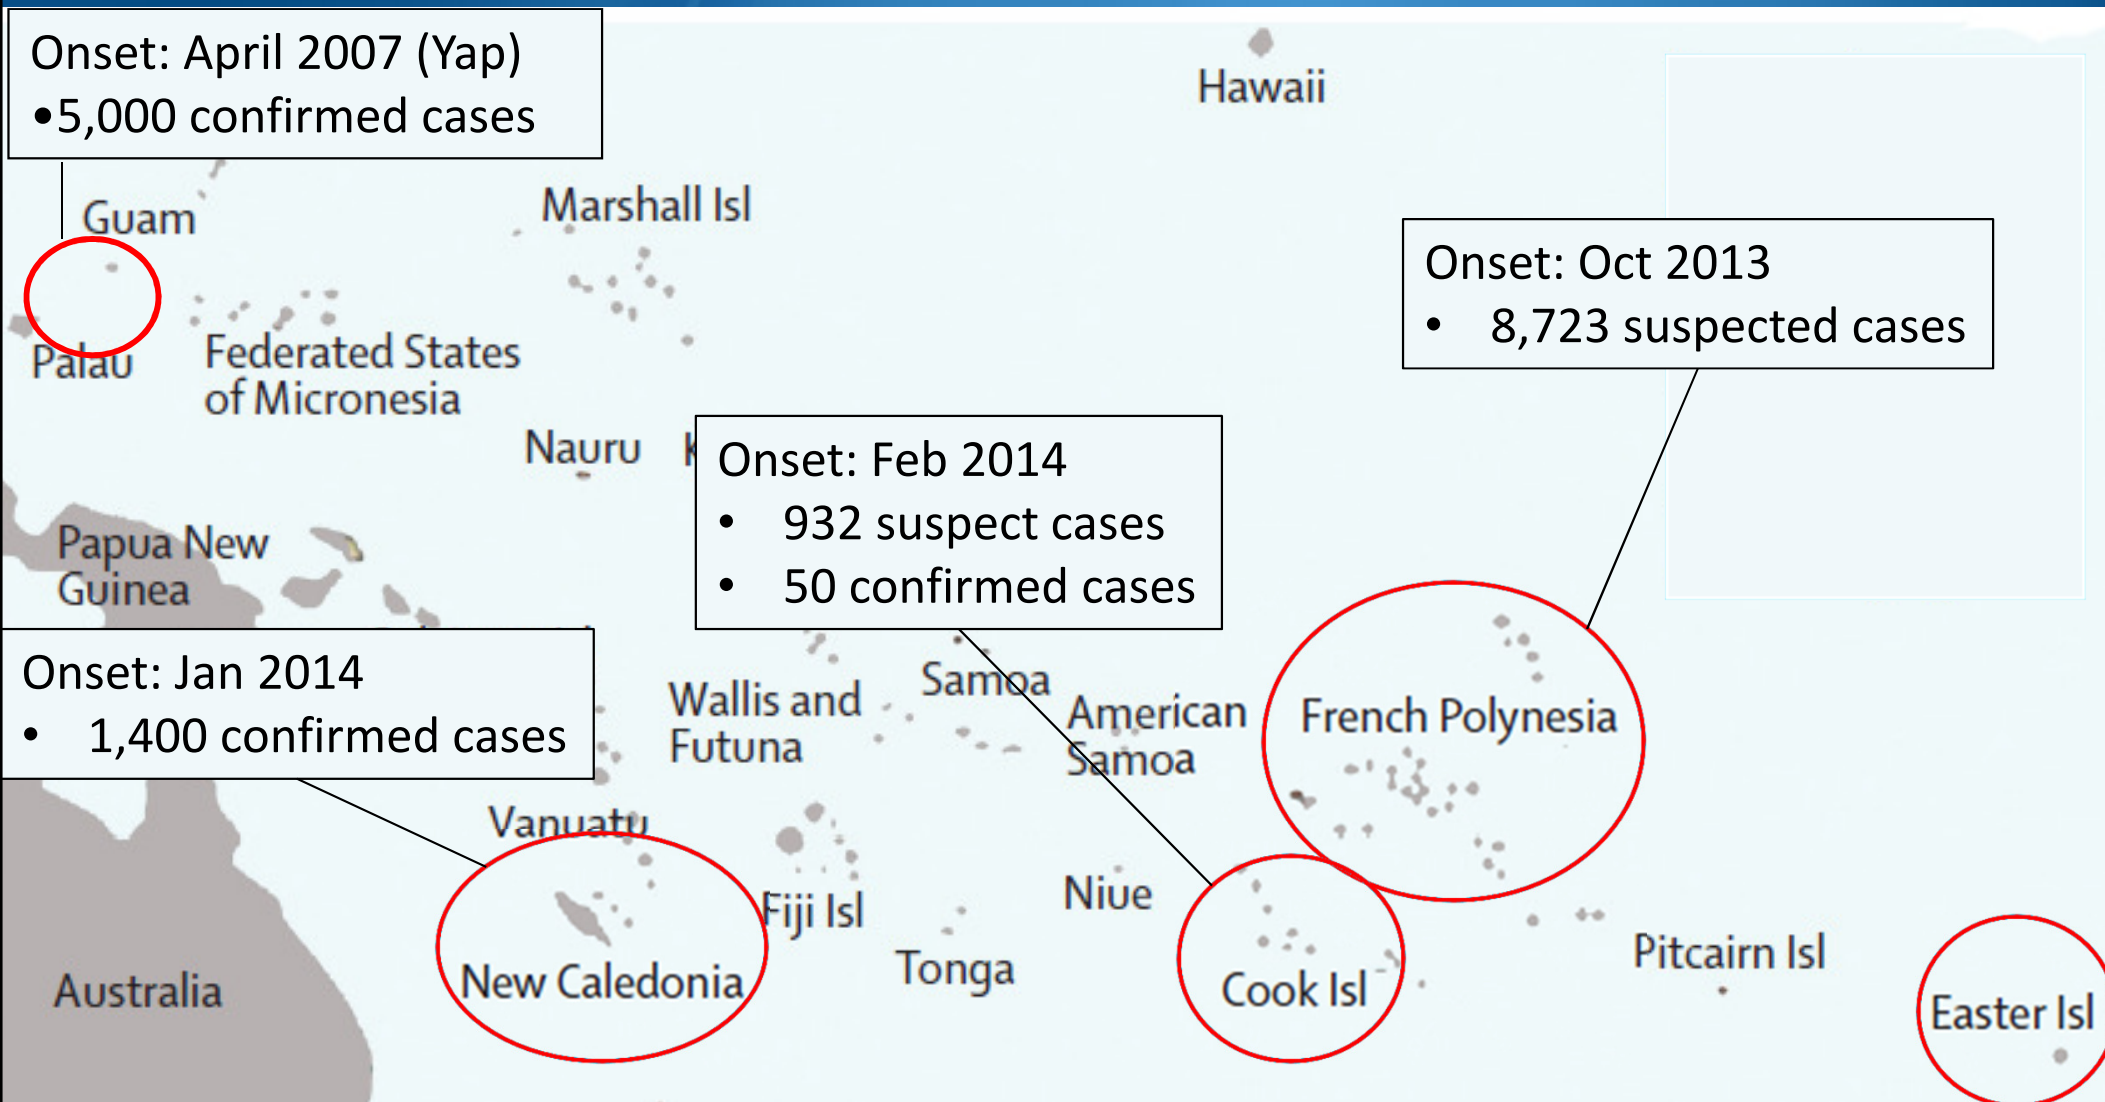 Onset: April 2007 (Yap)
•5,000 confirmed cases
Hawaii
Guam
Marshall Isl
Onset: Oct 2013
• 8,723 suspected cases
Palau
Federated States
of Micronesia
Nauru
Onset: Feb 2014
• 932 suspect cases
• 50 confirmed cases
Papua New
Guinea
Onset: Jan 2014
• 1,400 confirmed cases
Wallis and
Futuna
Samoa
American
Samoa
French Polynesia
Vanuatu
Fiji Isl
Niue
Tonga
New Caledonia
Cook Isl
Pitcairn Isl
Easter Isl
Australia